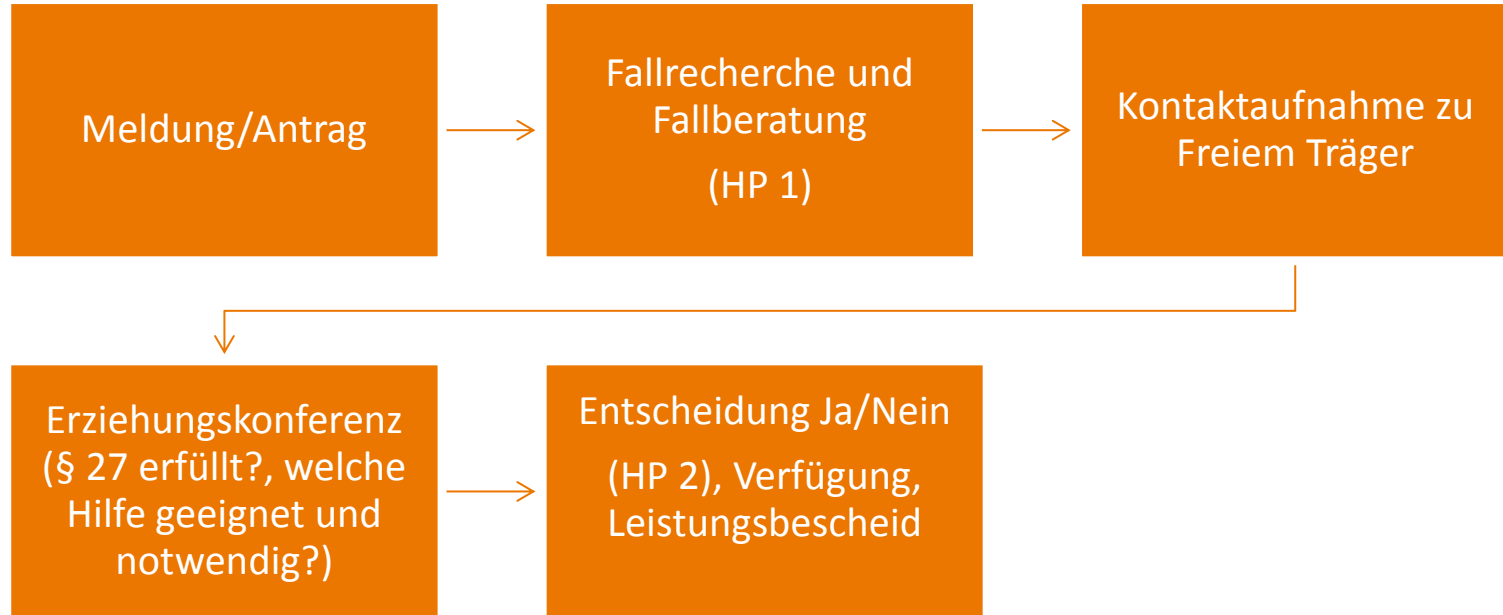 Meldung/Antrag
Fallrecherche und
Fallberatung
(HP 1)
Kontaktaufnahme zu
Freiem Träger
Erziehungskonferenz
(§ 27 erfüllt?, welche
Hilfe geeignet und
notwendig?)
Entscheidung Ja/Nein
(HP 2), Verfügung,
Leistungsbescheid